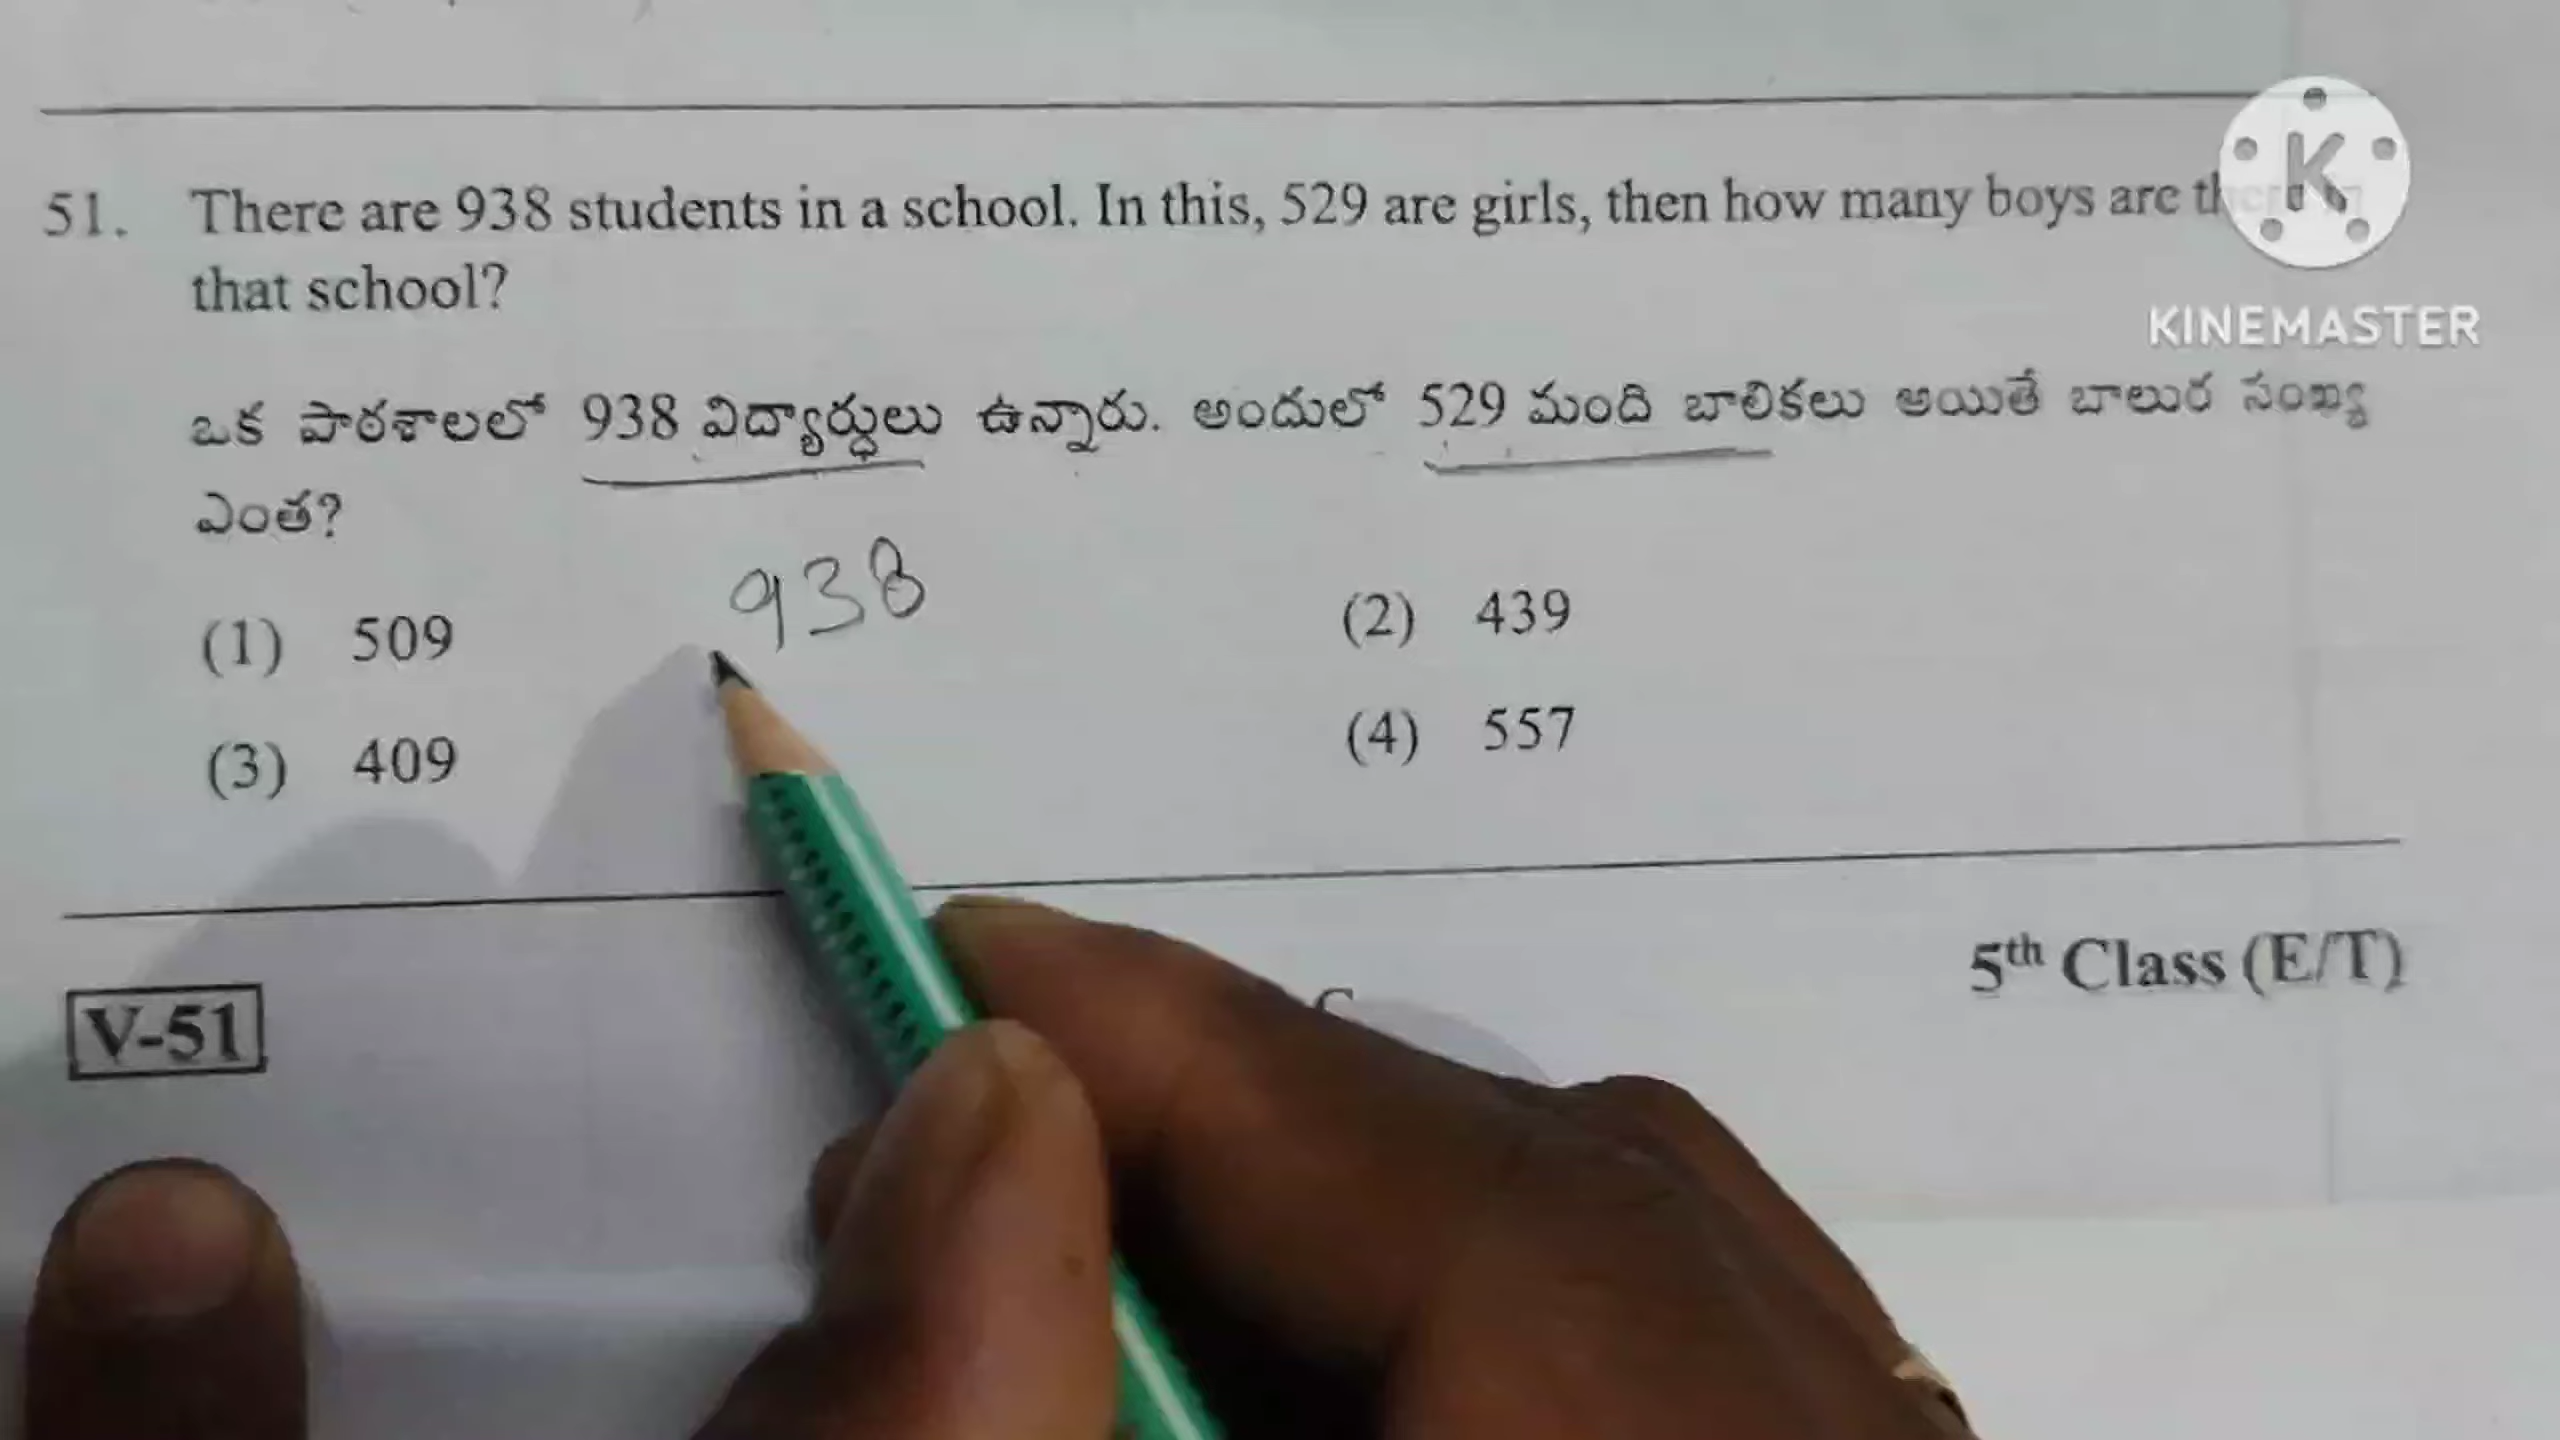 51. There are 938 students in a school. In this, 529 are girls, then how many boys are there in
that school?
ఒక పాఠశాలలో 938 విద్యార్థులు ఉన్నారు. అందులో 529 మంది బాలికలు అయితే బాలుర సంఖ్య
ఎంత?
938
(1) 509 (2) 439
(3) 409 (4) 557
5th Class (E/T)
V-51
K
KINEMASTER